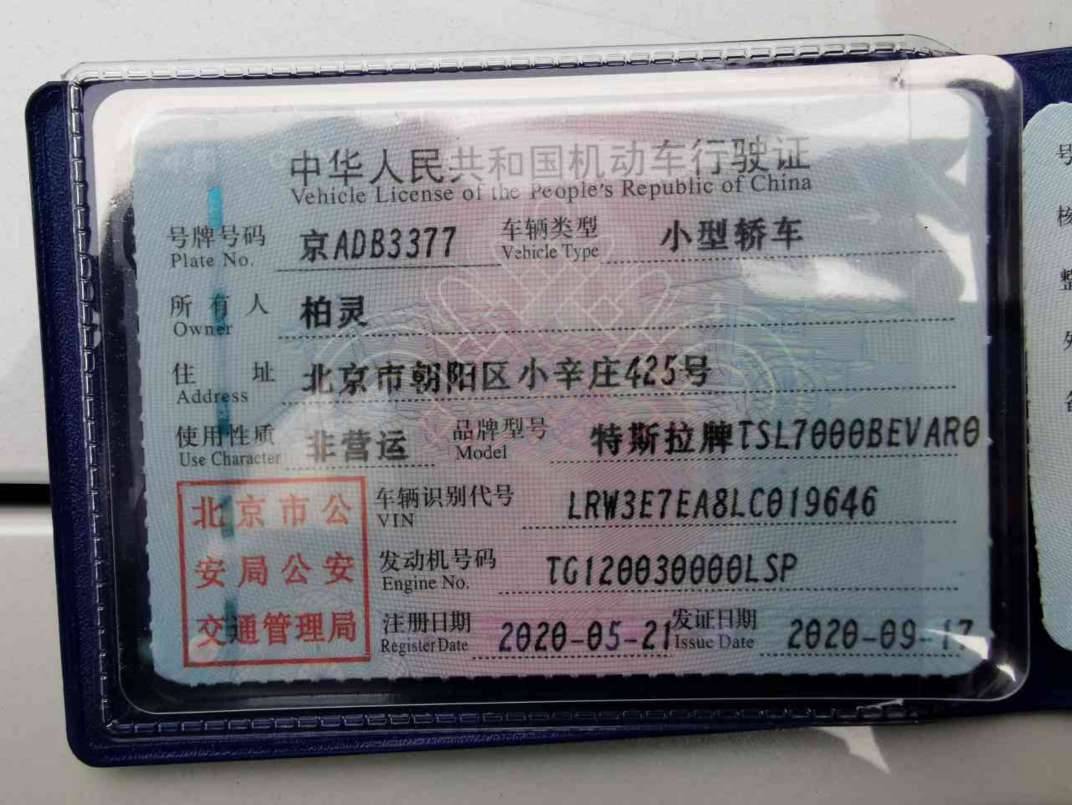 中华人民共和国机动车行驶证
Vehicle License of the People's Republic of China
号牌号码 京ADB3377 车辆类型 小型轿车
Plate No. Vehicle Type
所有人 柏灵
Owner
住址 北京市朝阳区小辛庄425号
Address
使用性质 非营运 品牌型号 特斯拉牌TSL7000BEVAR0
Use Character Model
北京市公 车辆识别代号 LRW3E7EA8LC019646
VIN
安局公安 发动机号码 TG120030000LSP
Engine No.
交通管理局 注册日期 2020-05-21 发证日期 2020-09-17
Register Date Issue Date
号
核
整